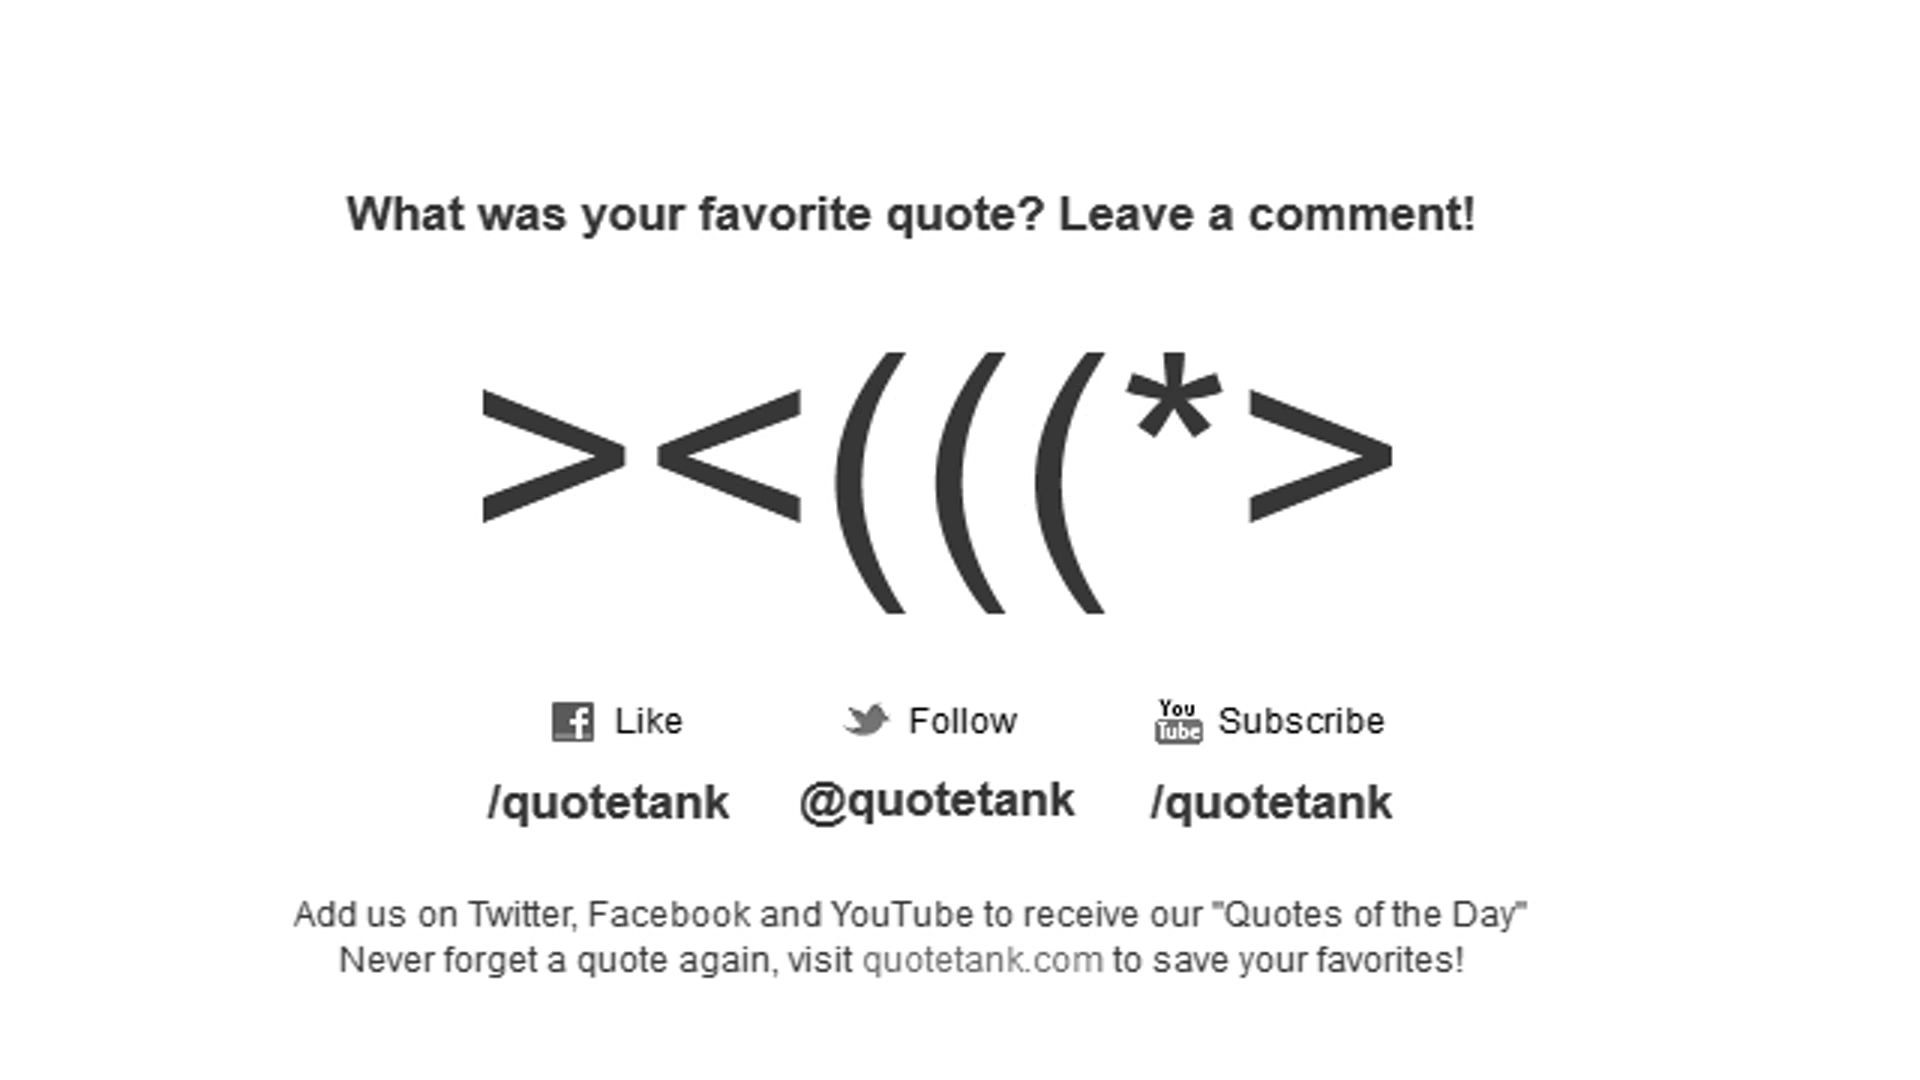 What was your favorite quote? Leave a comment!
><(((*>
f Like Follow You Tube Subscribe
/quotetank @quotetank /quotetank
Add us on Twitter, Facebook and YouTube to receive our "Quotes of the Day"
Never forget a quote again, visit quotetank.com to save your favorites!